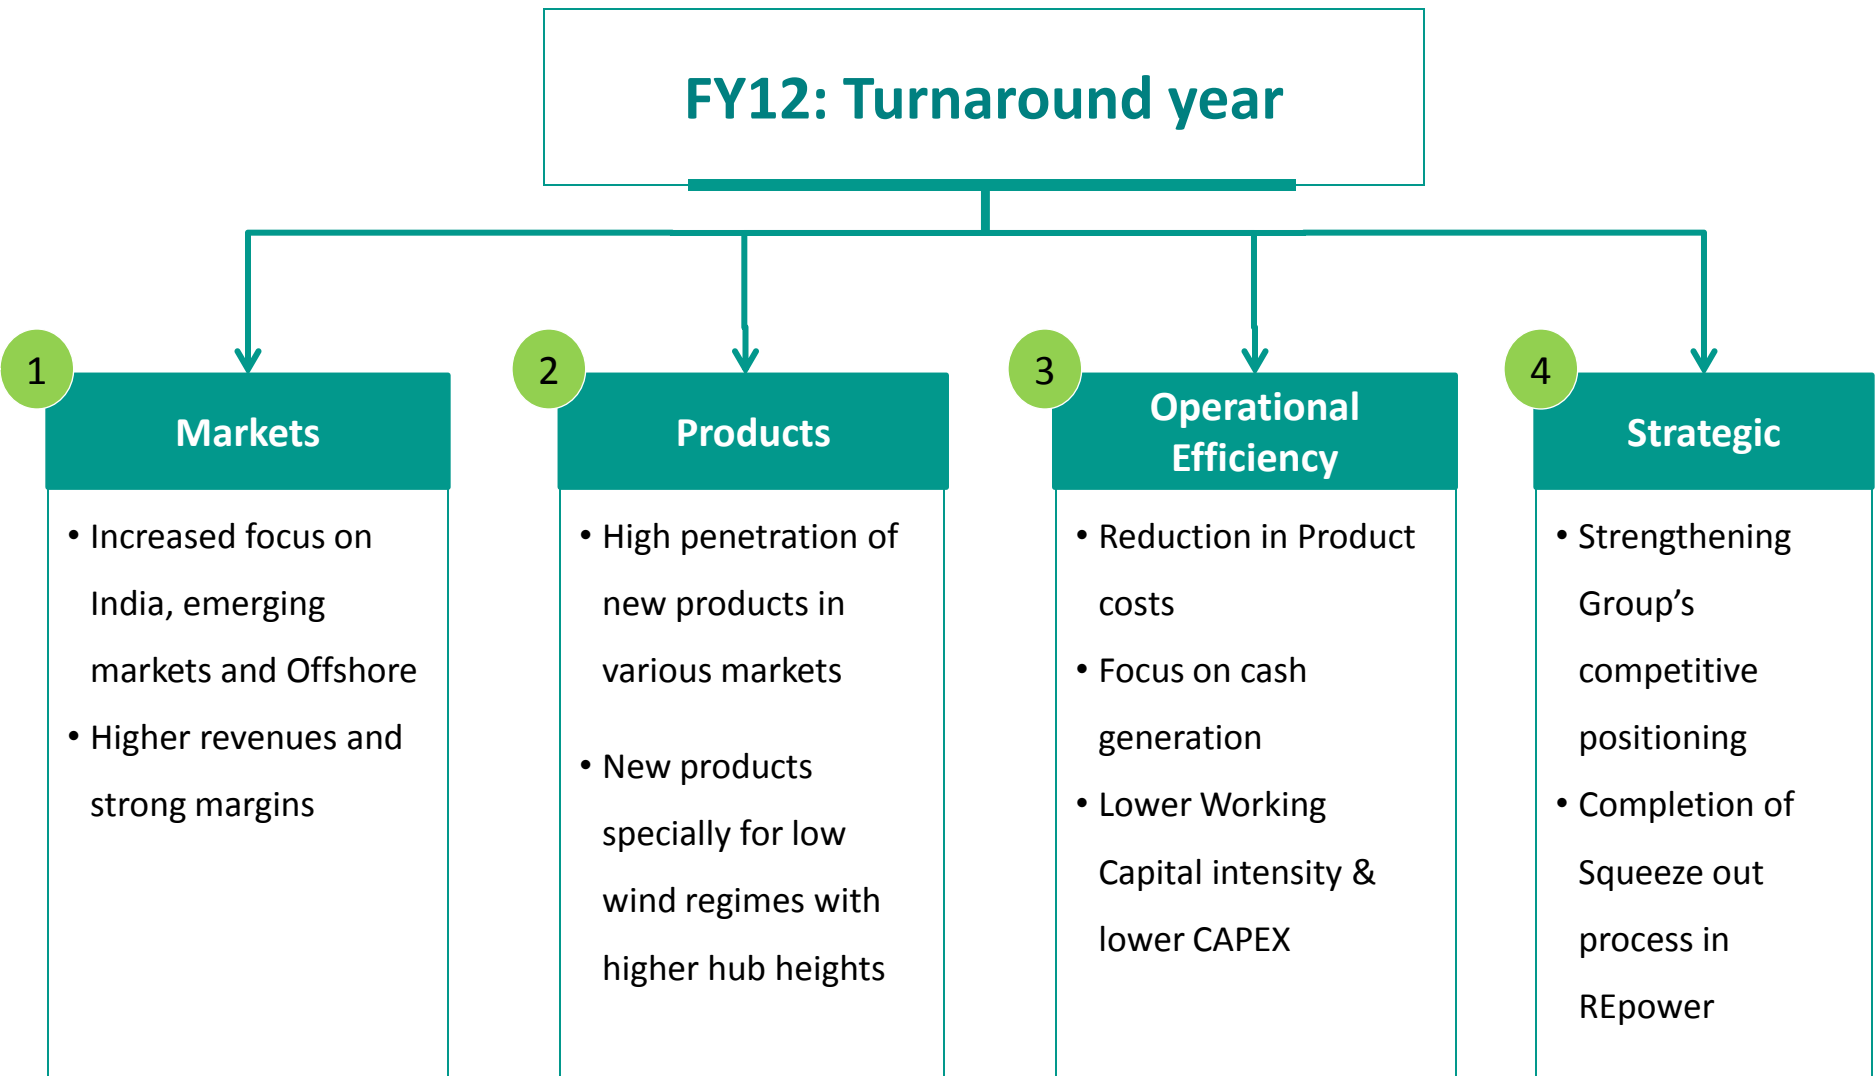 FY12: Turnaround year
1
Markets
• Increased focus on
India, emerging
markets and Offshore
• Higher revenues and
strong margins
2
Products
• High penetration of
new products in
various markets
• New products
specially for low
wind regimes with
higher hub heights
3
Operational
Efficiency
• Reduction in Product
costs
• Focus on cash
generation
• Lower Working
Capital intensity &
lower CAPEX
4
Strategic
• Strengthening
Group’s
competitive
positioning
• Completion of
Squeeze out
process in
REpower